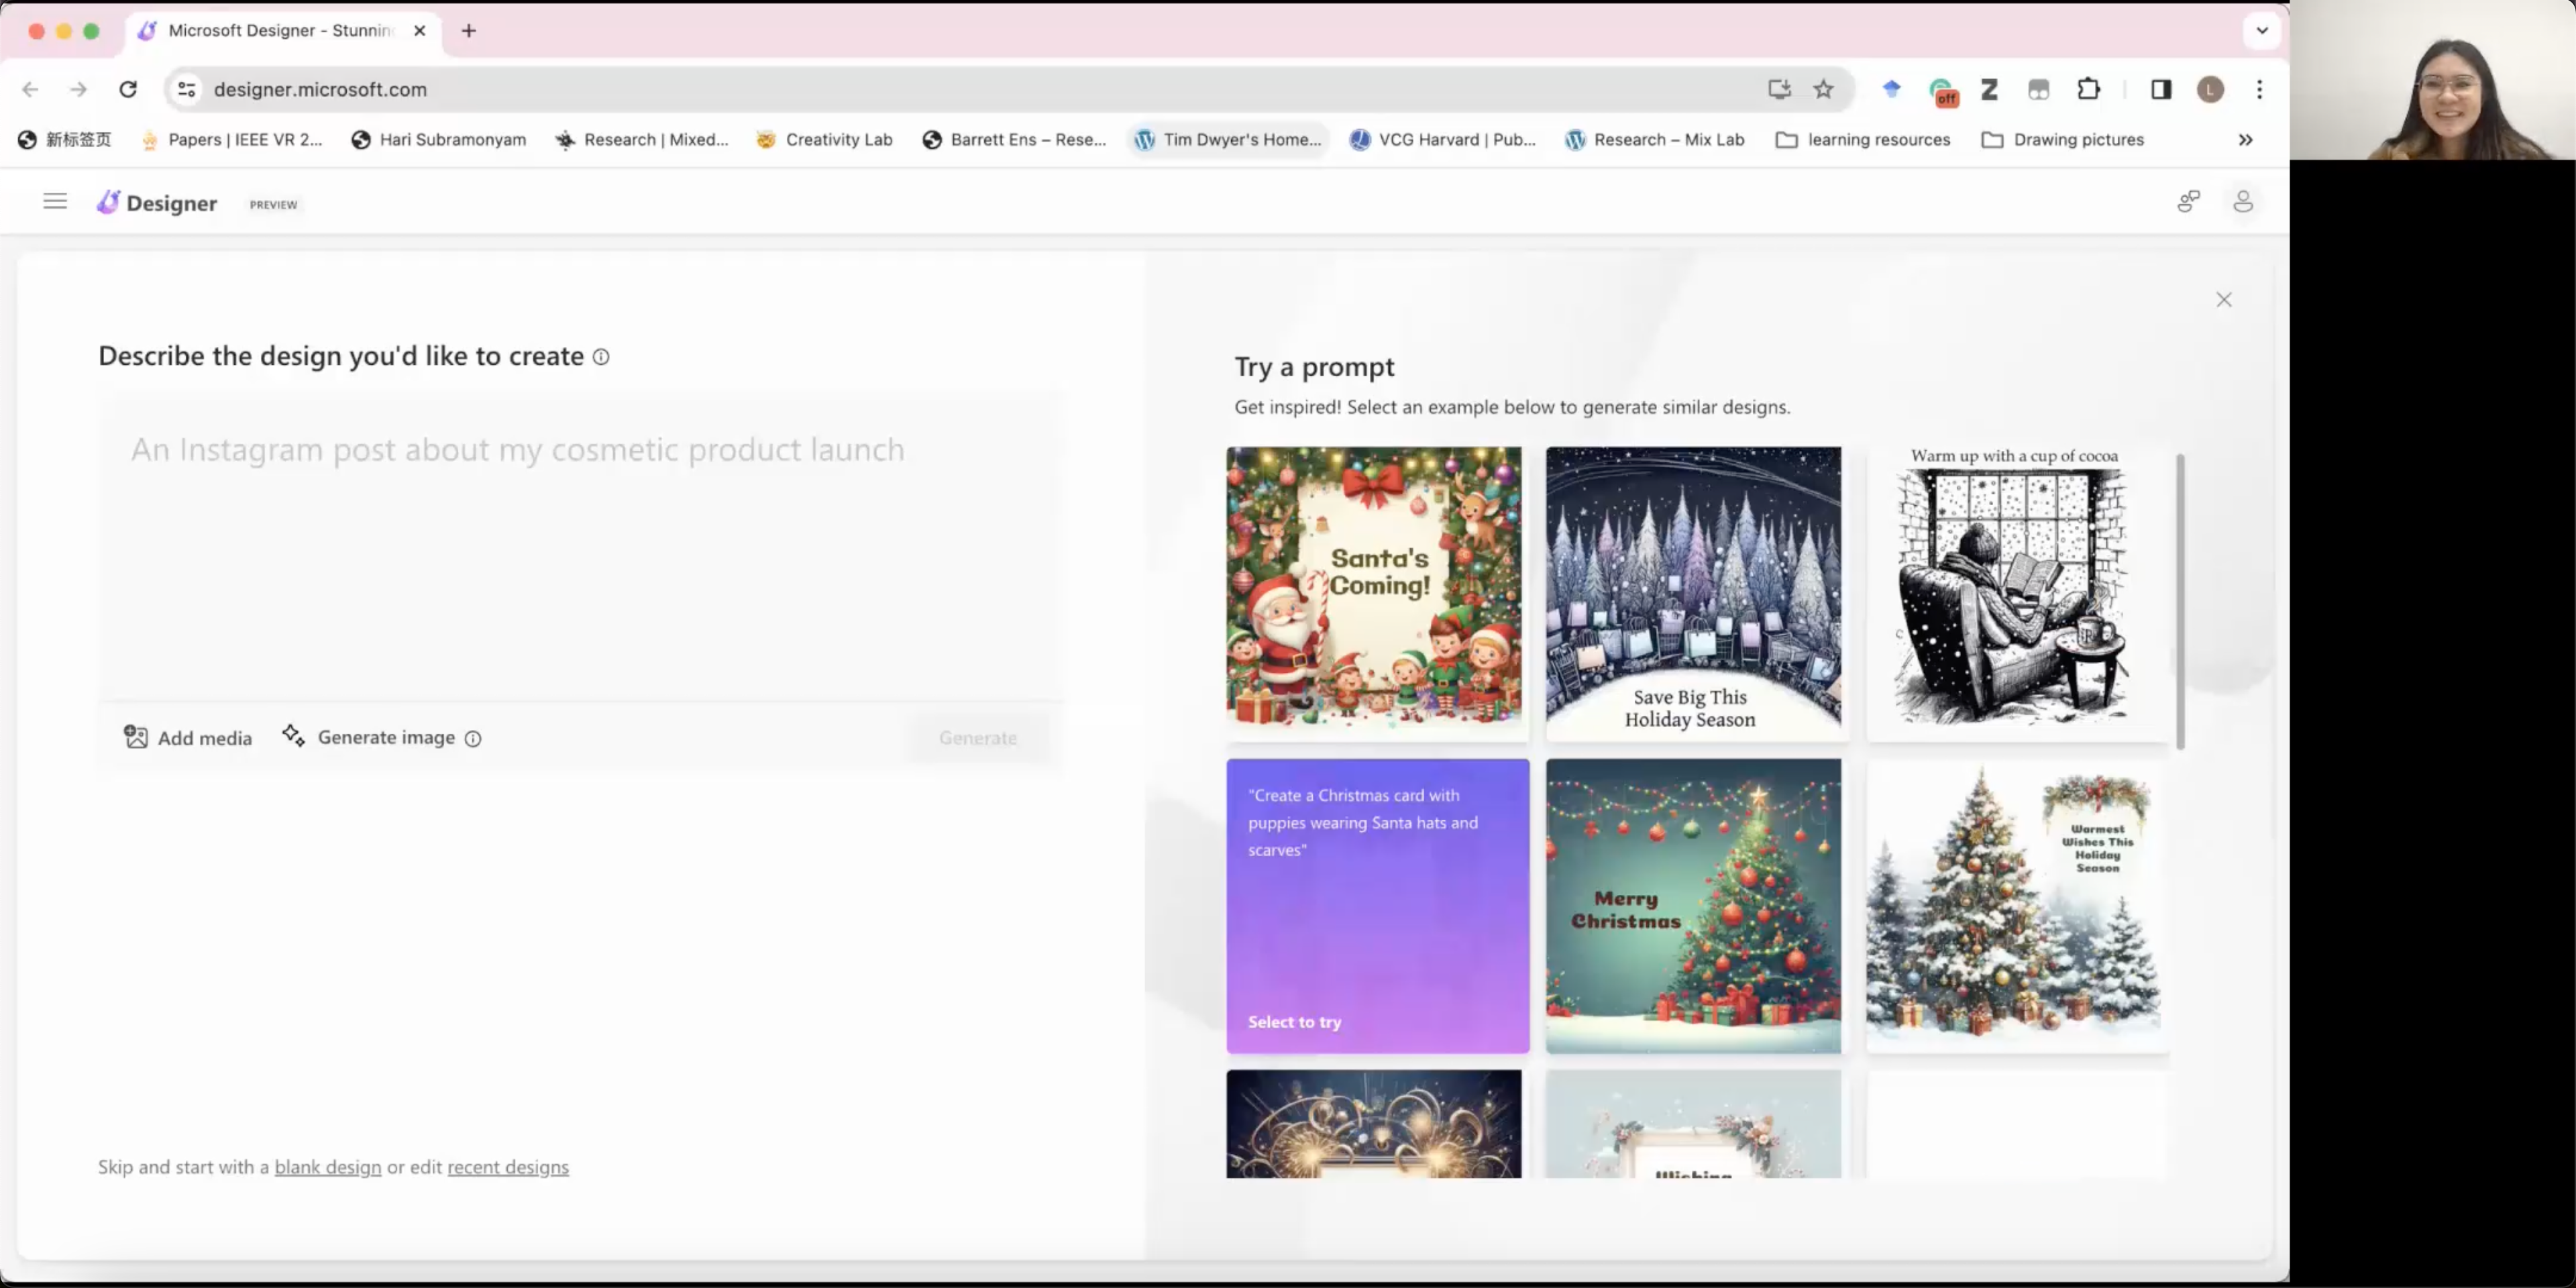 Microsoft Designer - Stunnin
designer.microsoft.com
off
Z
L
新标签页
Papers | IEEE VR 2...
Hari Subramonyam
Research | Mixed...
Creativity Lab
Barrett Ens – Rese...
Tim Dwyer's Home...
VCG Harvard | Pub...
Research – Mix Lab
learning resources
Drawing pictures
Designer
PREVIEW
Describe the design you'd like to create
An Instagram post about my cosmetic product launch
Add media
Generate image
Generate
Skip and start with a blank design or edit recent designs
Try a prompt
Get inspired! Select an example below to generate similar designs.
Santa's
Coming!
Save Big This
Holiday Season
Warm up with a cup of cocoa
"Create a Christmas card with
puppies wearing Santa hats and
scarves"
Select to try
Merry
Christmas
Warmest
Wishes This
Holiday
Season
Wishing